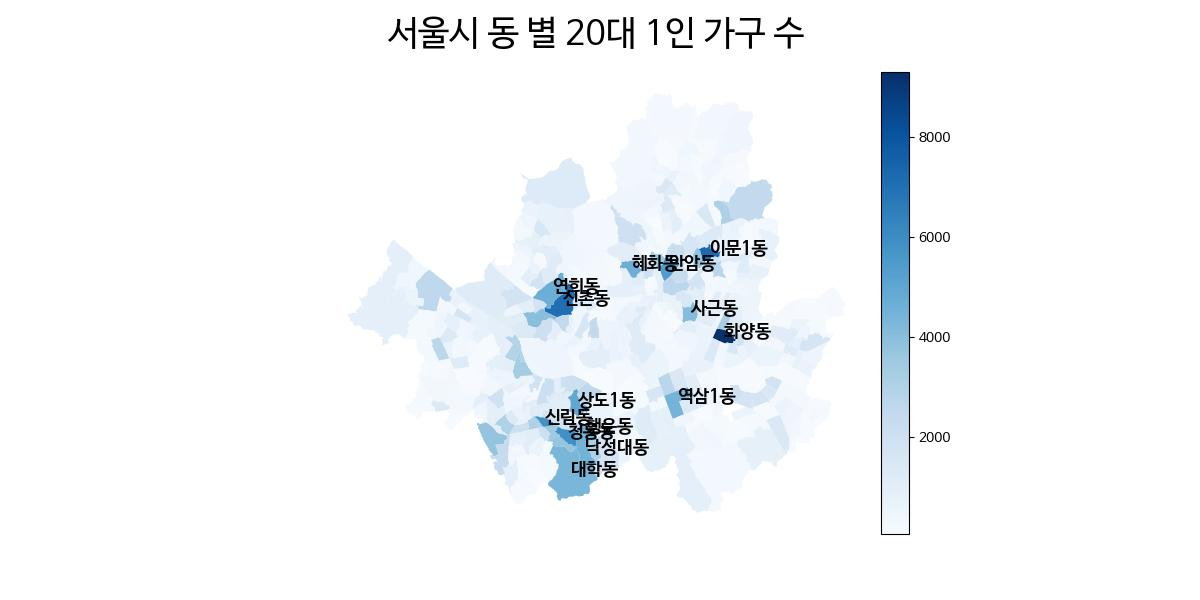 서울시 동 별 20대 1인 가구 수
8000
이문1동
혜화동
안암동
6000
연희동
신촌동
사근동
화양동
4000
역삼1동
상도1동
신림동
행운동
청룡동
낙성대동
2000
대학동